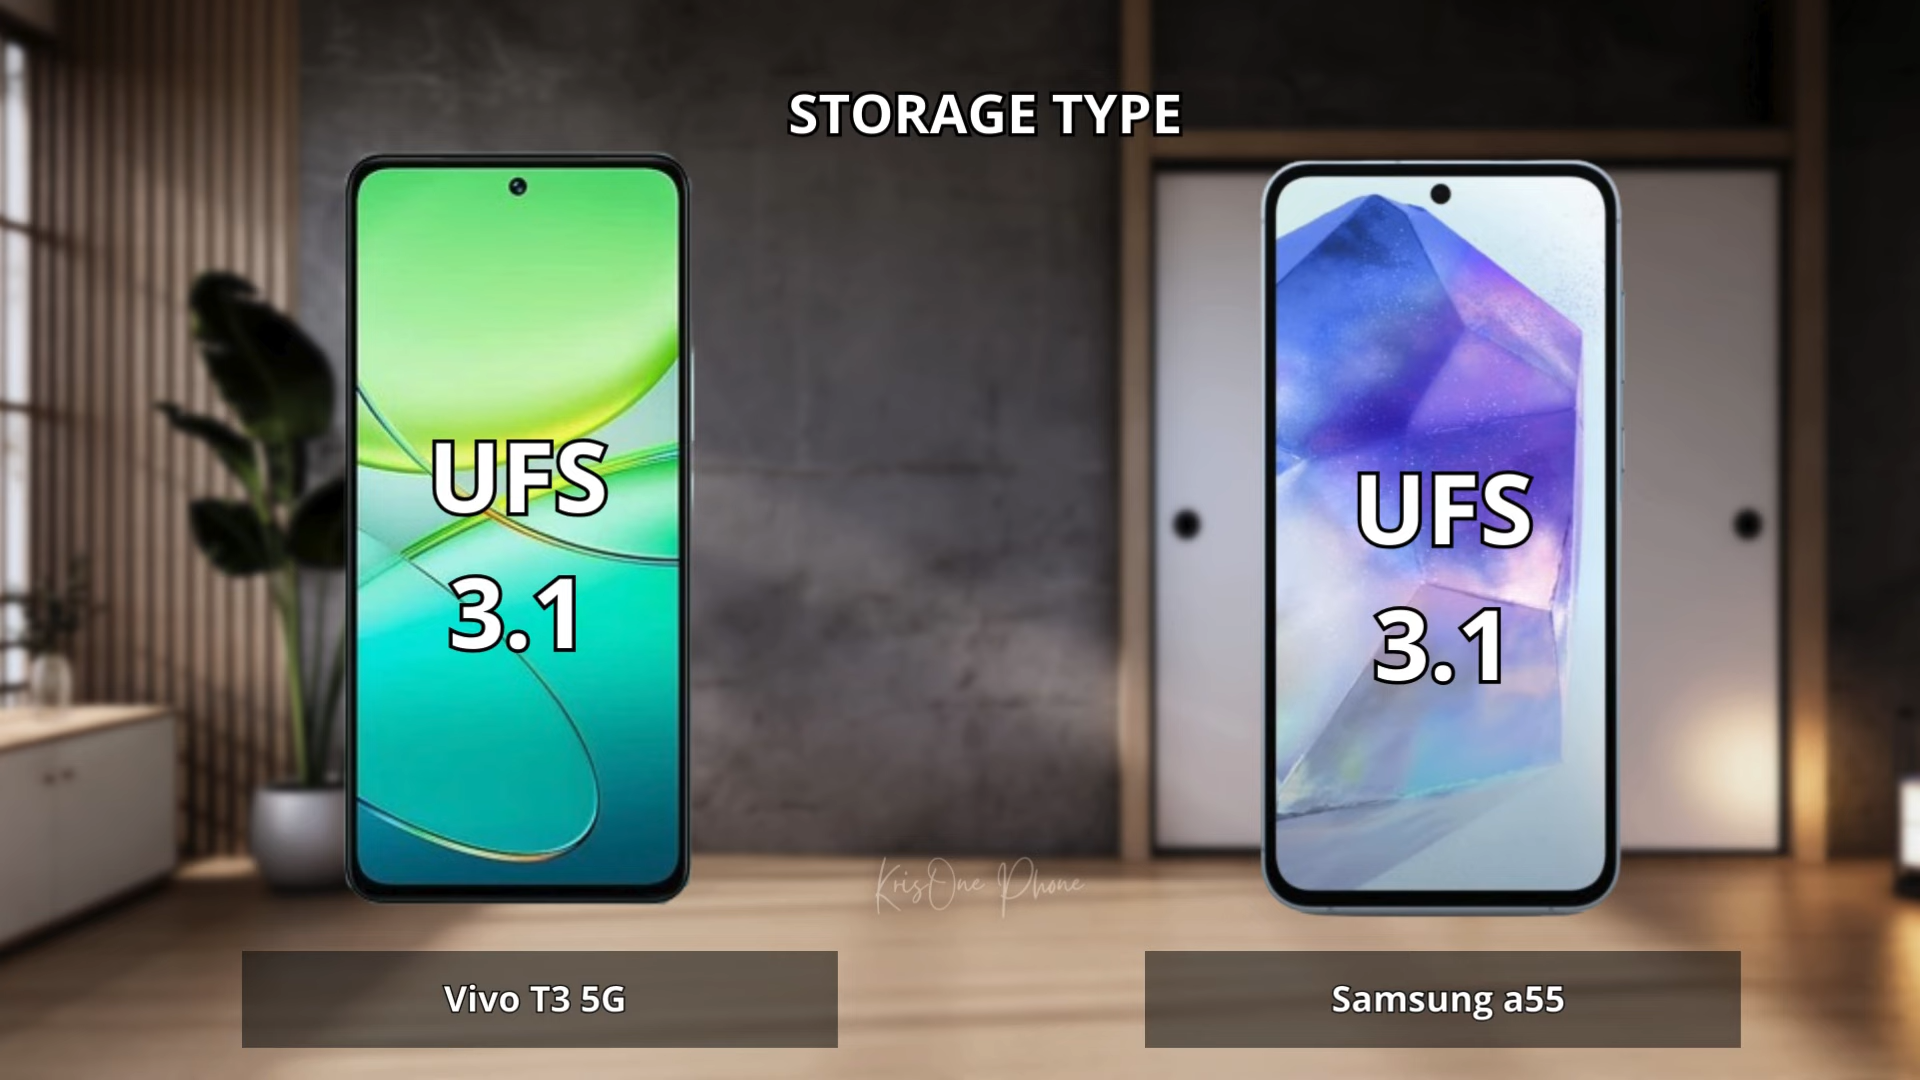 STORAGE TYPE
UFS
3.1
UFS
3.1
KrisOne Phone
Vivo T3 5G
Samsung a55